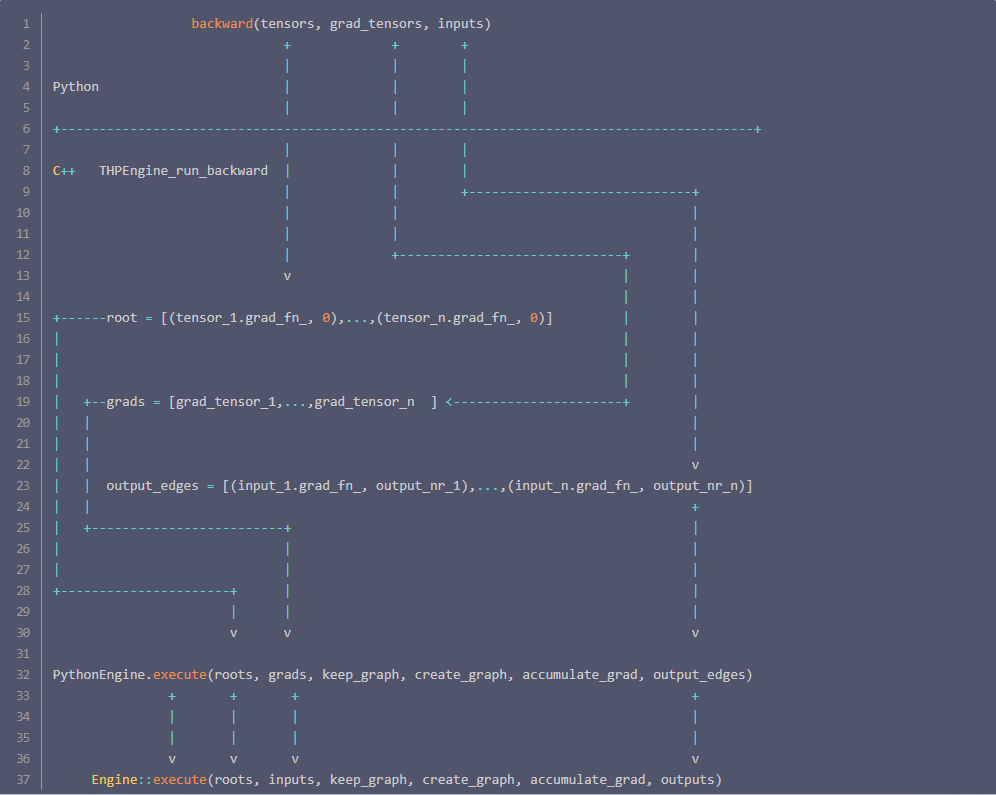 1                     backward(tensors, grad_tensors, inputs)
2                                 +             +        +
3                                 |             |        |
4   Python                        |             |        |
5                                 |             |        |
6   +------------------------------------------------------------------------------------------+
7                                 |             |        |
8   C++   THPEngine_run_backward  |             |        |
9                                 |             |        +-----------------------------+
10                                |             |                                      |
11                                |             |                                      |
12                                |             +-----------------------------+        |
13                                v                                           |        |
14                                                                            |        |
15  +------root = [(tensor_1.grad_fn_, 0),...,(tensor_n.grad_fn_, 0)]         |        |
16  |                                                                         |        |
17  |                                                                         |        |
18  |                                                                         |        |
19  |   +--grads = [grad_tensor_1,...,grad_tensor_n  ] <----------------------+        |
20  |   |                                                                              |
21  |   |                                                                              |
22  |   |                                                                              v
23  |   |  output_edges = [(input_1.grad_fn_, output_nr_1),...,(input_n.grad_fn_, output_nr_n)]
24  |   |                                                                              +
25  |   +-------------------------+                                                    |
26  |                             |                                                    |
27  |                             |                                                    |
28  +----------------------+      |                                                    |
29                         |      |                                                    |
30                         v      v                                                    v
31
32  PythonEngine.execute(roots, grads, keep_graph, create_graph, accumulate_grad, output_edges)
33                 +       +       +                                                   +
34                 |       |       |                                                   |
35                 |       |       |                                                   |
36                 v       v       v                                                   v
37       Engine::execute(roots, inputs, keep_graph, create_graph, accumulate_grad, outputs)